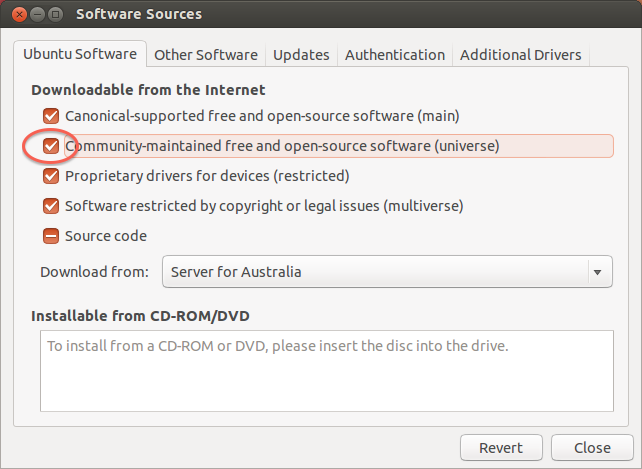 Software Sources
Ubuntu Software
Other Software
Updates
Authentication
Additional Drivers
Downloadable from the Internet
Canonical-supported free and open-source software (main)
Community-maintained free and open-source software (universe)
Proprietary drivers for devices (restricted)
Software restricted by copyright or legal issues (multiverse)
Source code
Download from: Server for Australia
Installable from CD-ROM/DVD
To install from a CD-ROM or DVD, please insert the disc into the drive.
Revert
Close